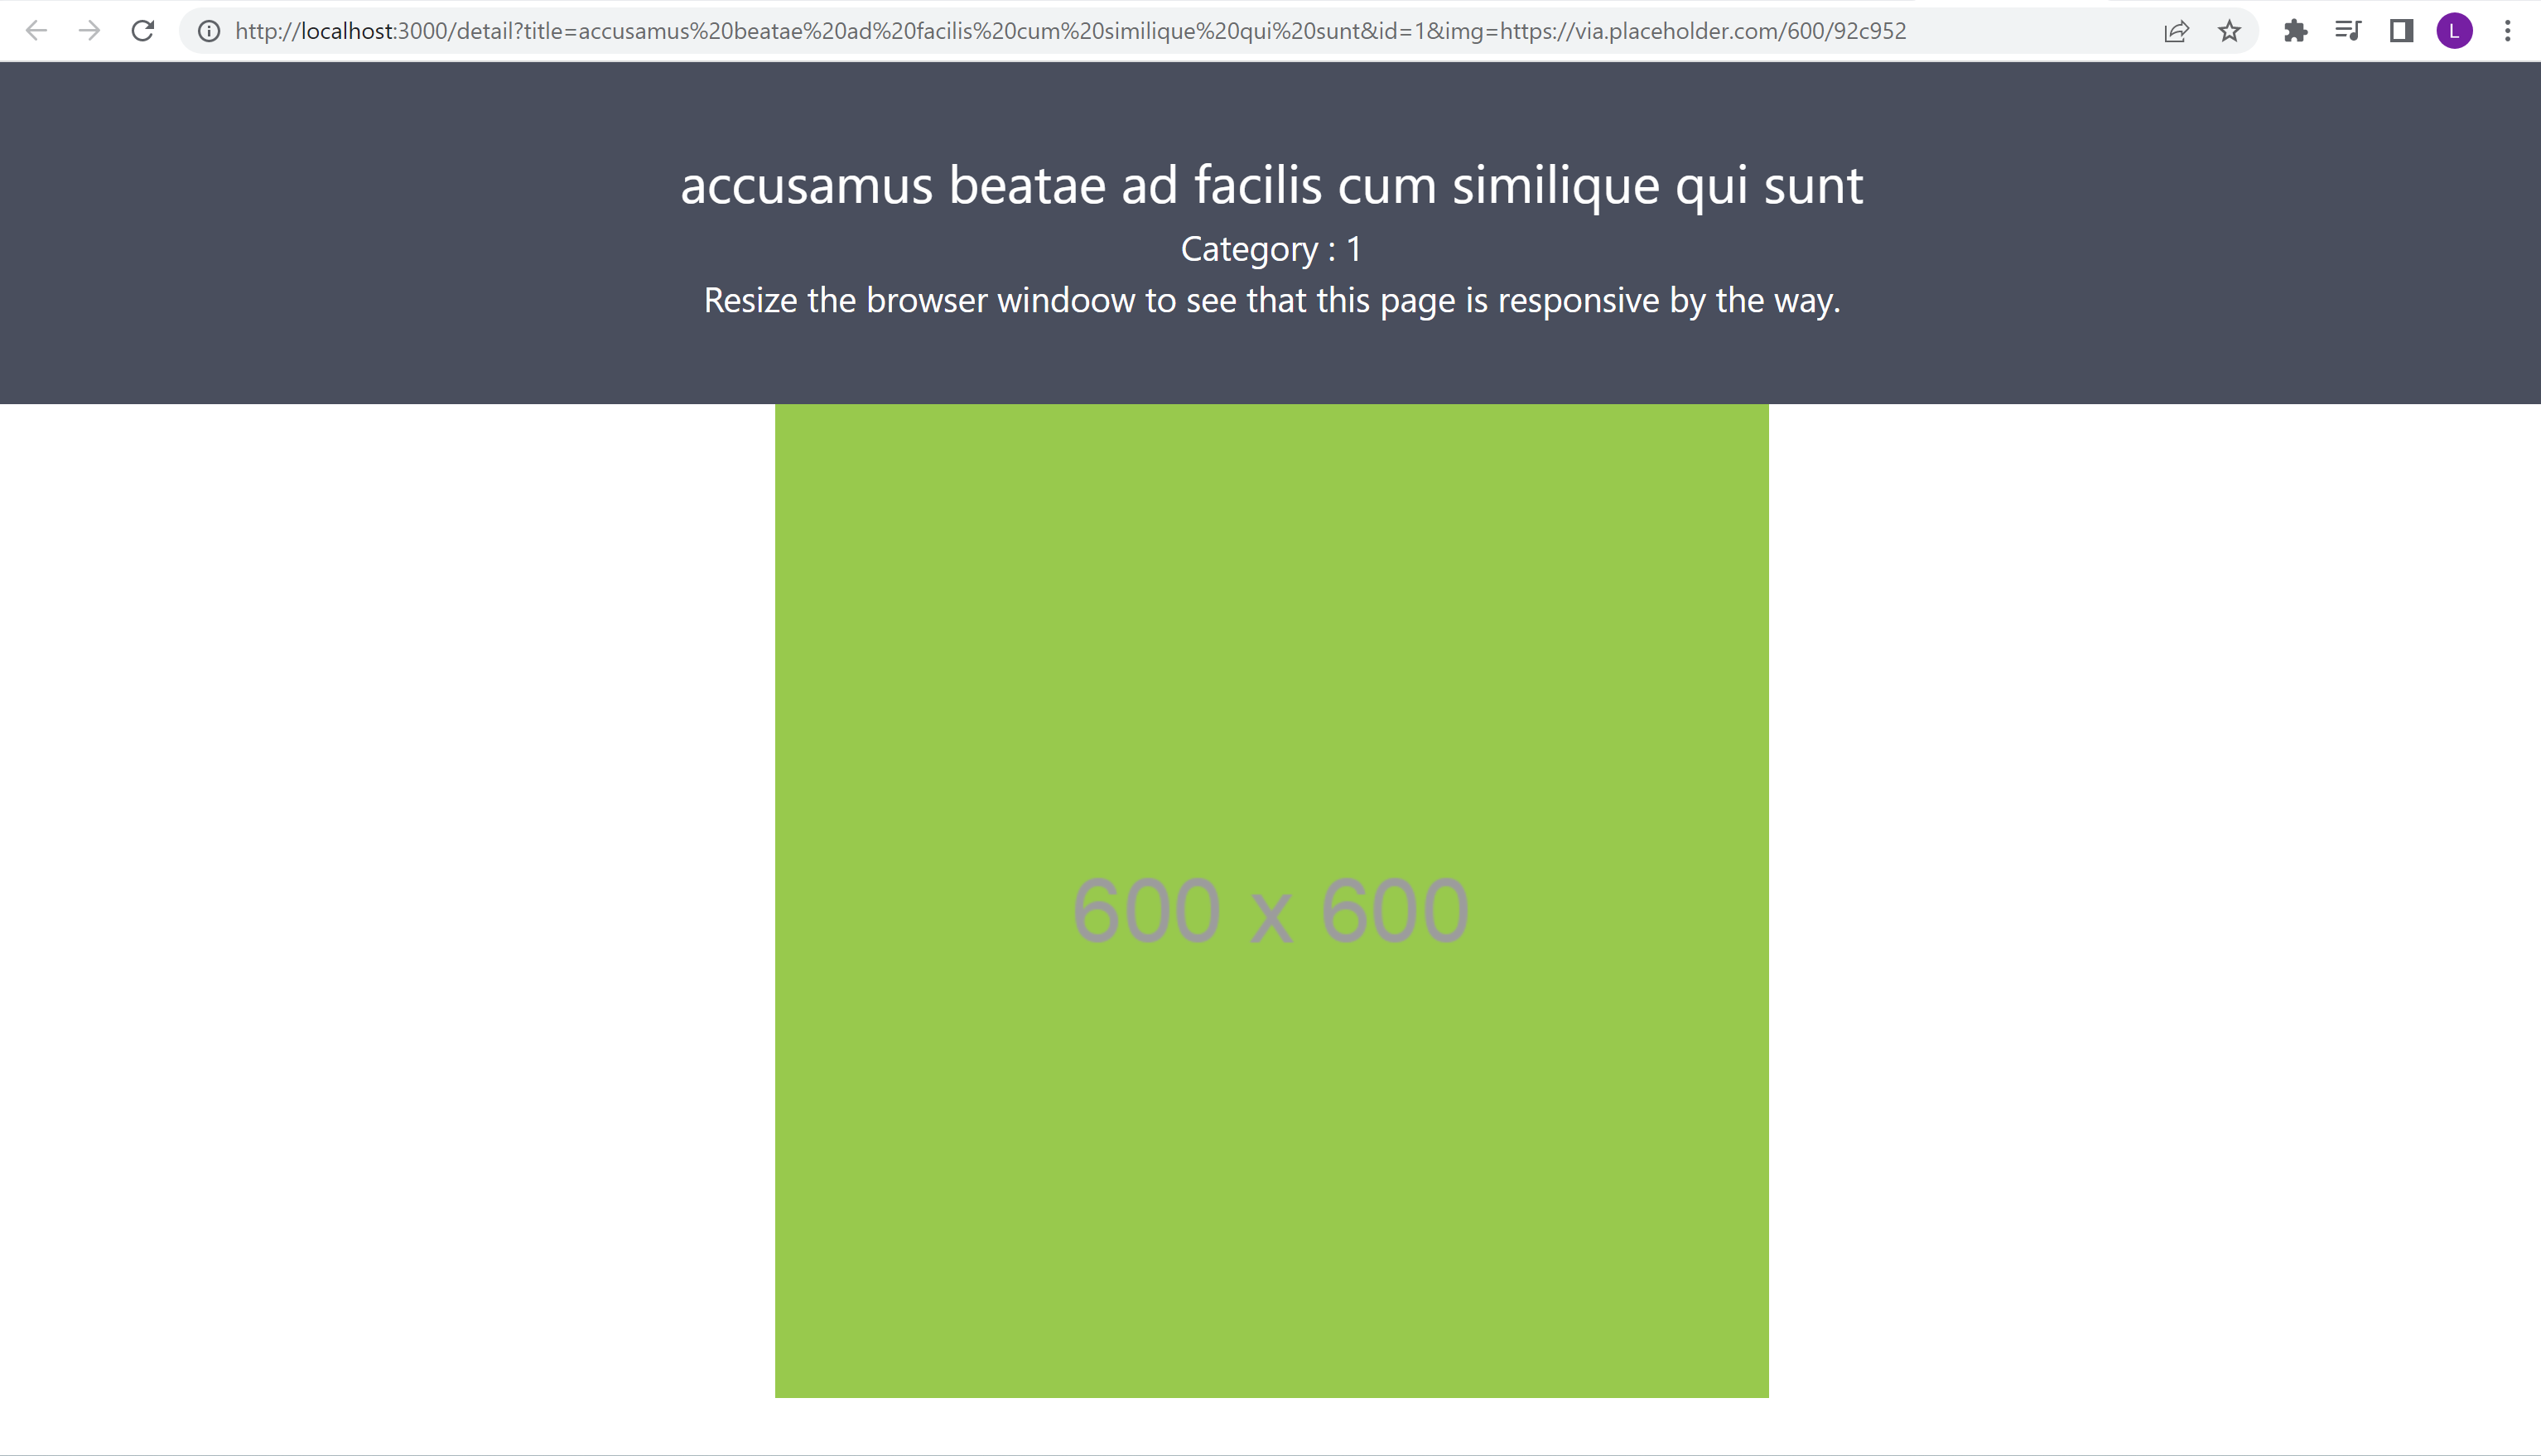 http://localhost:3000/detail?title=accusamus%20beatae%20ad%20facilis%20cum%20similique%20qui%20sunt&id=1&img=https://via.placeholder.com/600/92c952
L
accusamus beatae ad facilis cum similique qui sunt
Category : 1
Resize the browser windoow to see that this page is responsive by the way.
600 x 600